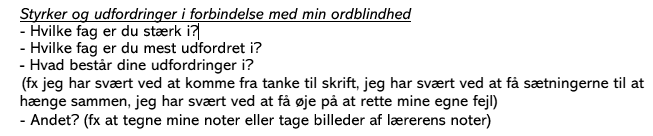 Styrker og udfordringer i forbindelse med min ordblindhed
- Hvilke fag er du stærk i?
- Hvilke fag er du mest udfordret i?
- Hvad består dine udfordringer i?
(fx jeg har svært ved at komme fra tanke til skrift, jeg har svært ved at få sætningerne til at
hænge sammen, jeg har svært ved at få øje på at rette mine egne fejl)
- Andet? (fx at tegne mine noter eller tage billeder af lærerens noter)